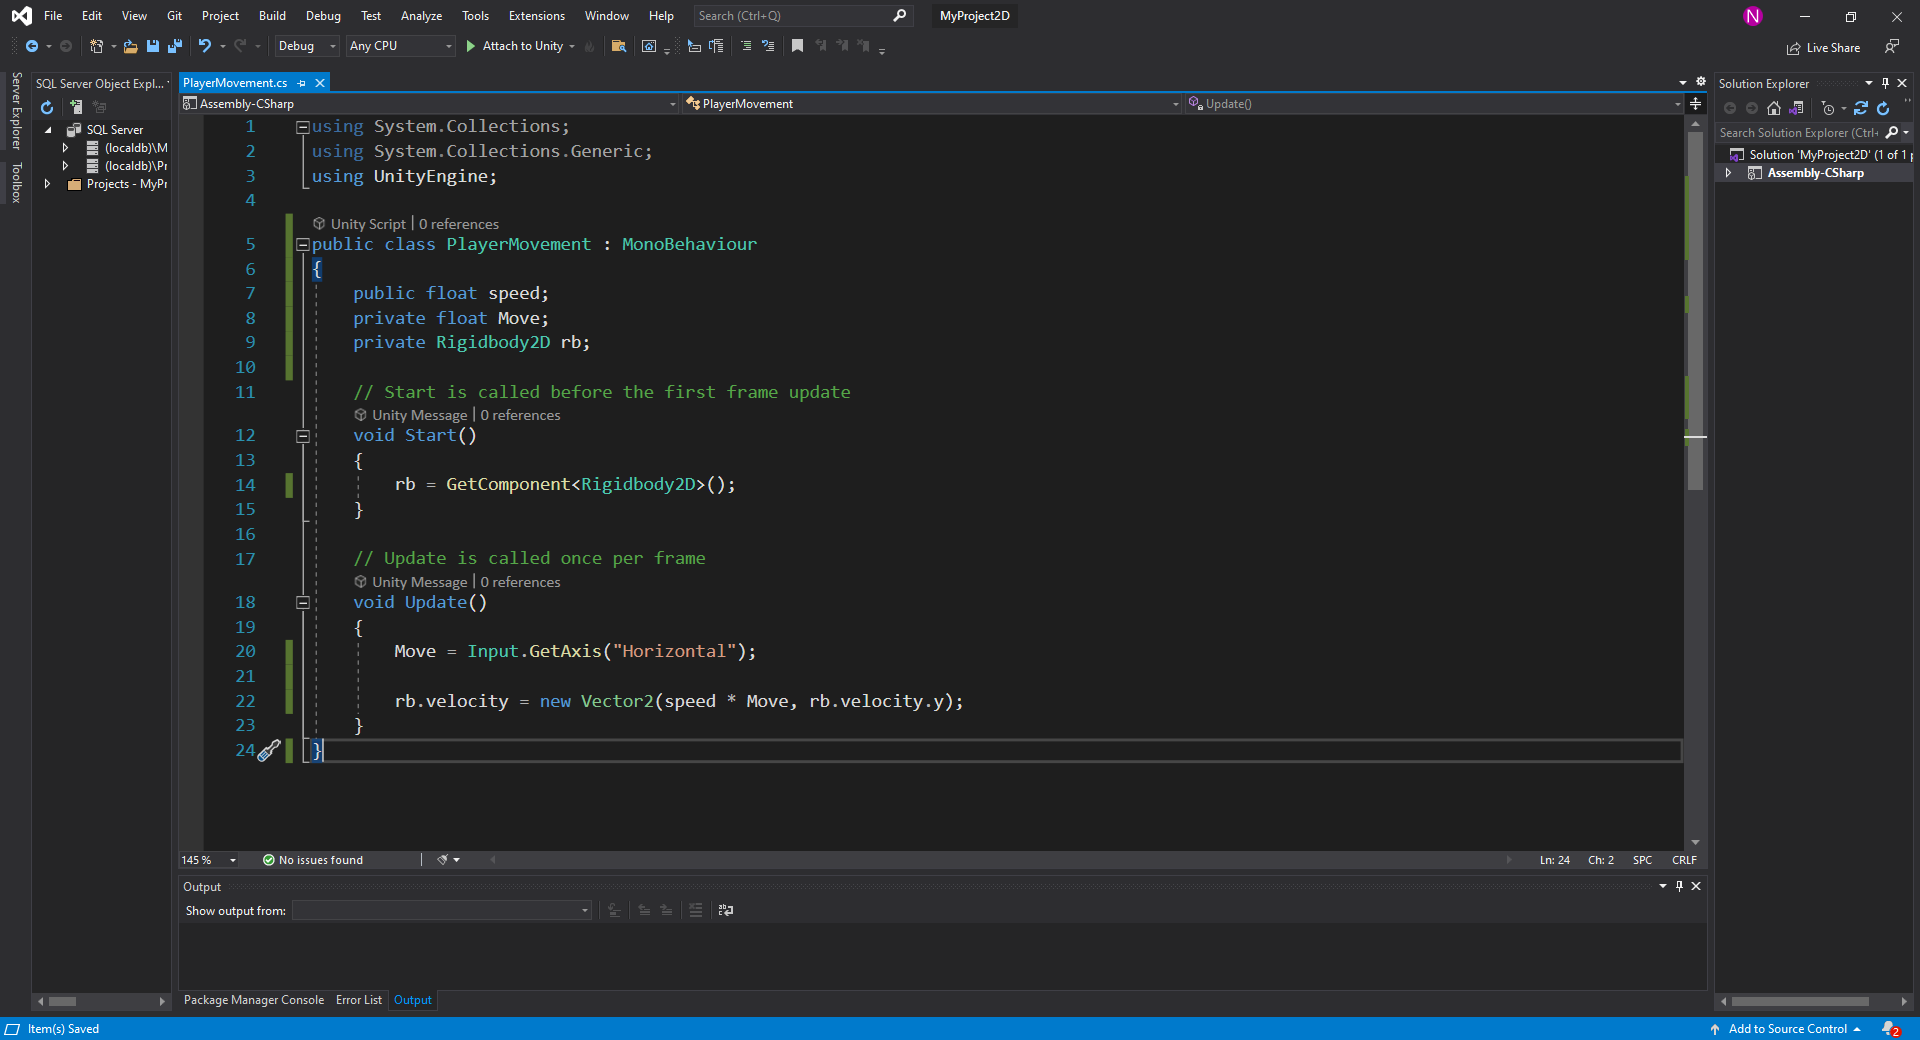 File Edit View Git Project Build Debug Test Analyze Tools Extensions Window Help Search (Ctrl+Q) MyProject2D N
Debug Any CPU Attach to Unity Live Share
Server Explorer
Toolbox
SQL Server Object Expl...
SQL Server
(localdb)\M
(localdb)\Pr
Projects - MyPr
PlayerMovement.cs
Assembly-CSharp PlayerMovement Update()
1 using System.Collections;
2 using System.Collections.Generic;
3 using UnityEngine;
4
Unity Script | 0 references
5 public class PlayerMovement : MonoBehaviour
6 {
7 public float speed;
8 private float Move;
9 private Rigidbody2D rb;
10
11 // Start is called before the first frame update
Unity Message | 0 references
12 void Start()
13 {
14 rb = GetComponent<Rigidbody2D>();
15 }
16
17 // Update is called once per frame
Unity Message | 0 references
18 void Update()
19 {
20 Move = Input.GetAxis("Horizontal");
21
22 rb.velocity = new Vector2(speed * Move, rb.velocity.y);
23 }
24 }
145 % No issues found Ln: 24 Ch: 2 SPC CRLF
Output
Show output from:
Package Manager Console Error List Output
Solution Explorer
Search Solution Explorer (Ctrl+
Solution 'MyProject2D' (1 of 1 p
Assembly-CSharp
Item(s) Saved Add to Source Control 2